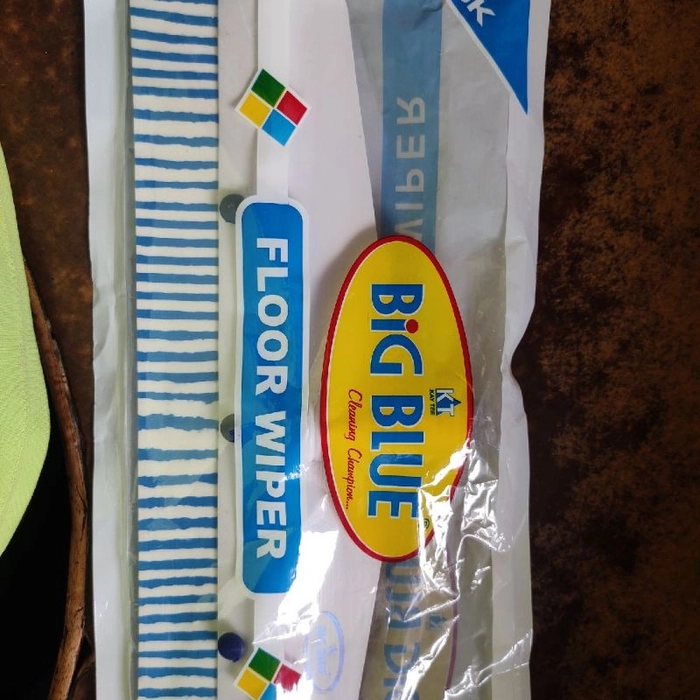 KT
KAY TEE
BiG BLUE
®
Cleaning Champion...
FLOOR WIPER
WIPER